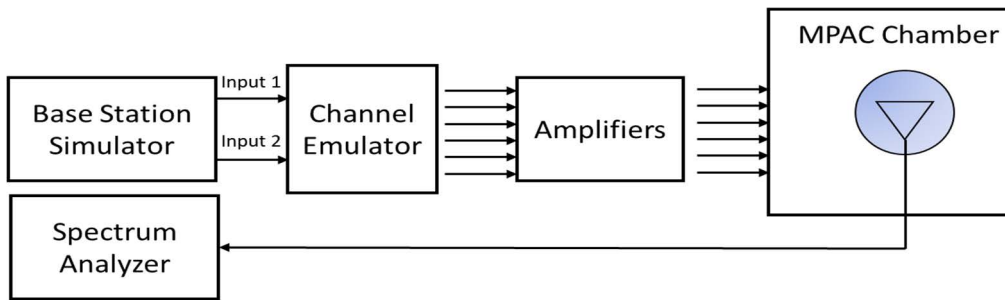 MPAC Chamber
Input 1
Base Station
Simulator
Input 2
Channel
Emulator
Amplifiers
Spectrum
Analyzer